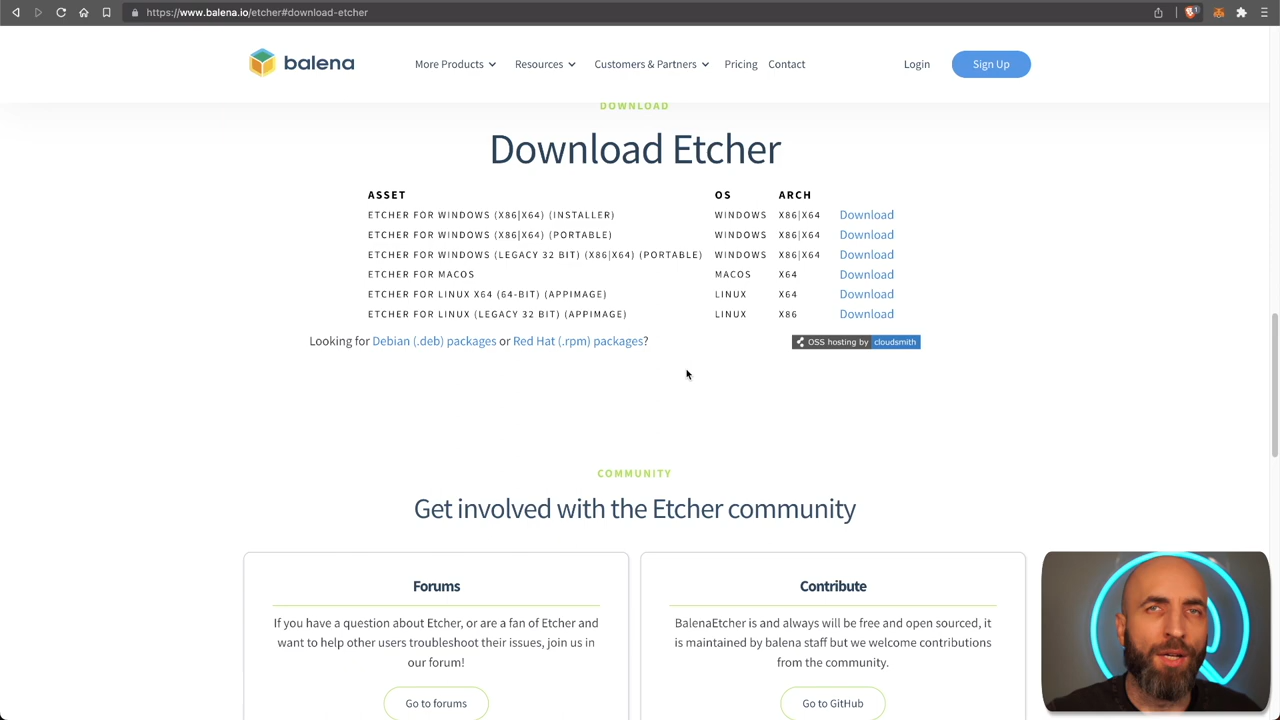 https://www.balena.io/etcher#download-etcher
1
balena
More Products
Resources
Customers & Partners
Pricing
Contact
Login
Sign Up
DOWNLOAD
Download Etcher
ASSET OS ARCH
ETCHER FOR WINDOWS (X86|X64) (INSTALLER) WINDOWS X86|X64 Download
ETCHER FOR WINDOWS (X86|X64) (PORTABLE) WINDOWS X86|X64 Download
ETCHER FOR WINDOWS (LEGACY 32 BIT) (X86|X64) (PORTABLE) WINDOWS X86|X64 Download
ETCHER FOR MACOS MACOS X64 Download
ETCHER FOR LINUX X64 (64-BIT) (APPIMAGE) LINUX X64 Download
ETCHER FOR LINUX (LEGACY 32 BIT) (APPIMAGE) LINUX X86 Download
Looking for Debian (.deb) packages or Red Hat (.rpm) packages?
OSS hosting by cloudsmith
COMMUNITY
Get involved with the Etcher community
Forums
If you have a question about Etcher, or are a fan of Etcher and
want to help other users troubleshoot their issues, join us in
our forum!
Go to forums
Contribute
BalenaEtcher is and always will be free and open sourced, it
is maintained by balena staff but we welcome contributions
from the community.
Go to GitHub